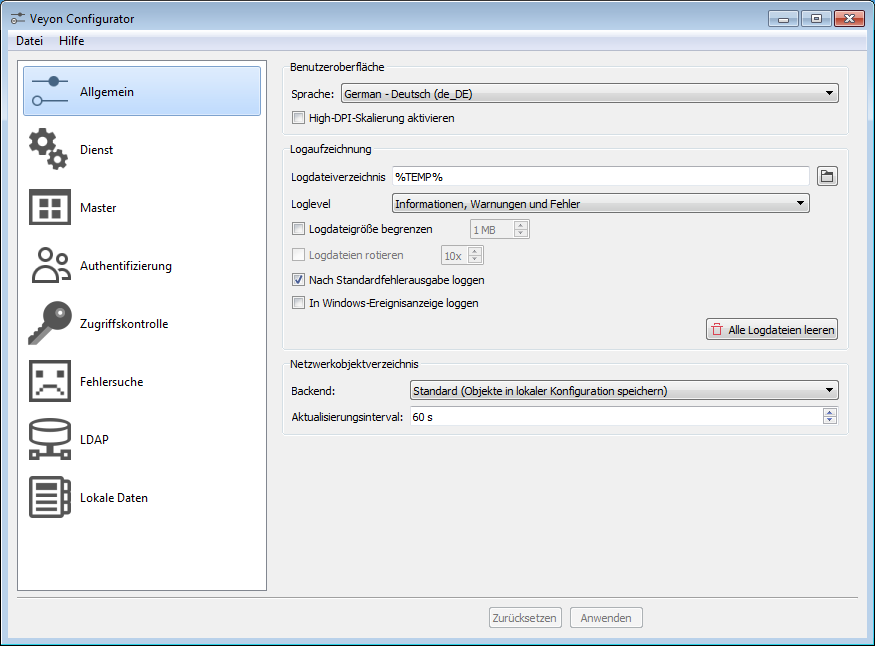 Veyon Configurator
Datei Hilfe
Allgemein
Dienst
Master
Authentifizierung
Zugriffskontrolle
Fehlersuche
LDAP
Lokale Daten
Benutzeroberfläche
Sprache: German - Deutsch (de_DE)
High-DPI-Skalierung aktivieren
Logaufzeichnung
Logdateiverzeichnis %TEMP%
Loglevel Informationen, Warnungen und Fehler
Logdateigröße begrenzen 1 MB
Logdateien rotieren 10x
Nach Standardfehlerausgabe loggen
In Windows-Ereignisanzeige loggen
Alle Logdateien leeren
Netzwerkobjektverzeichnis
Backend: Standard (Objekte in lokaler Konfiguration speichern)
Aktualisierungsinterval: 60 s
Zurücksetzen Anwenden